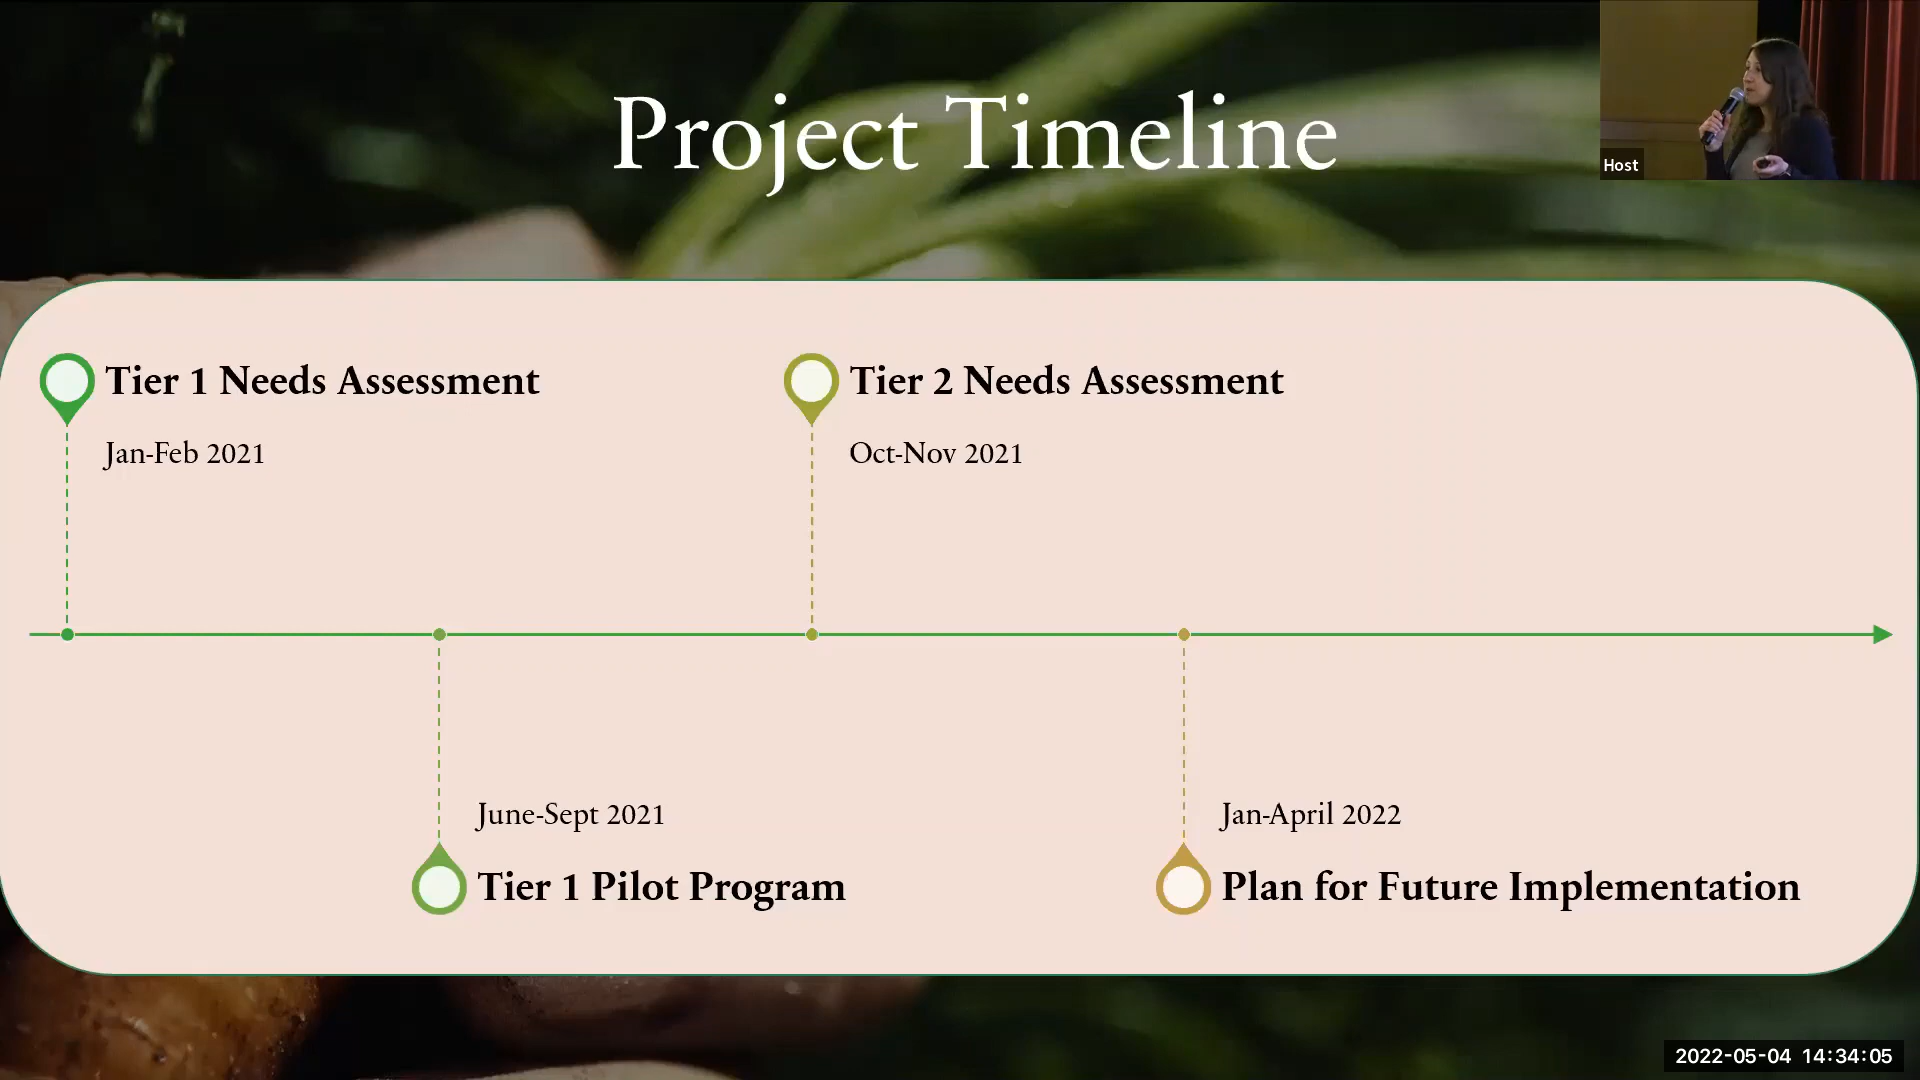 Project Timeline
Host
Tier 1 Needs Assessment
Jan-Feb 2021
Tier 2 Needs Assessment
Oct-Nov 2021
June-Sept 2021
Tier 1 Pilot Program
Jan-April 2022
Plan for Future Implementation
2022-05-04 14:34:05